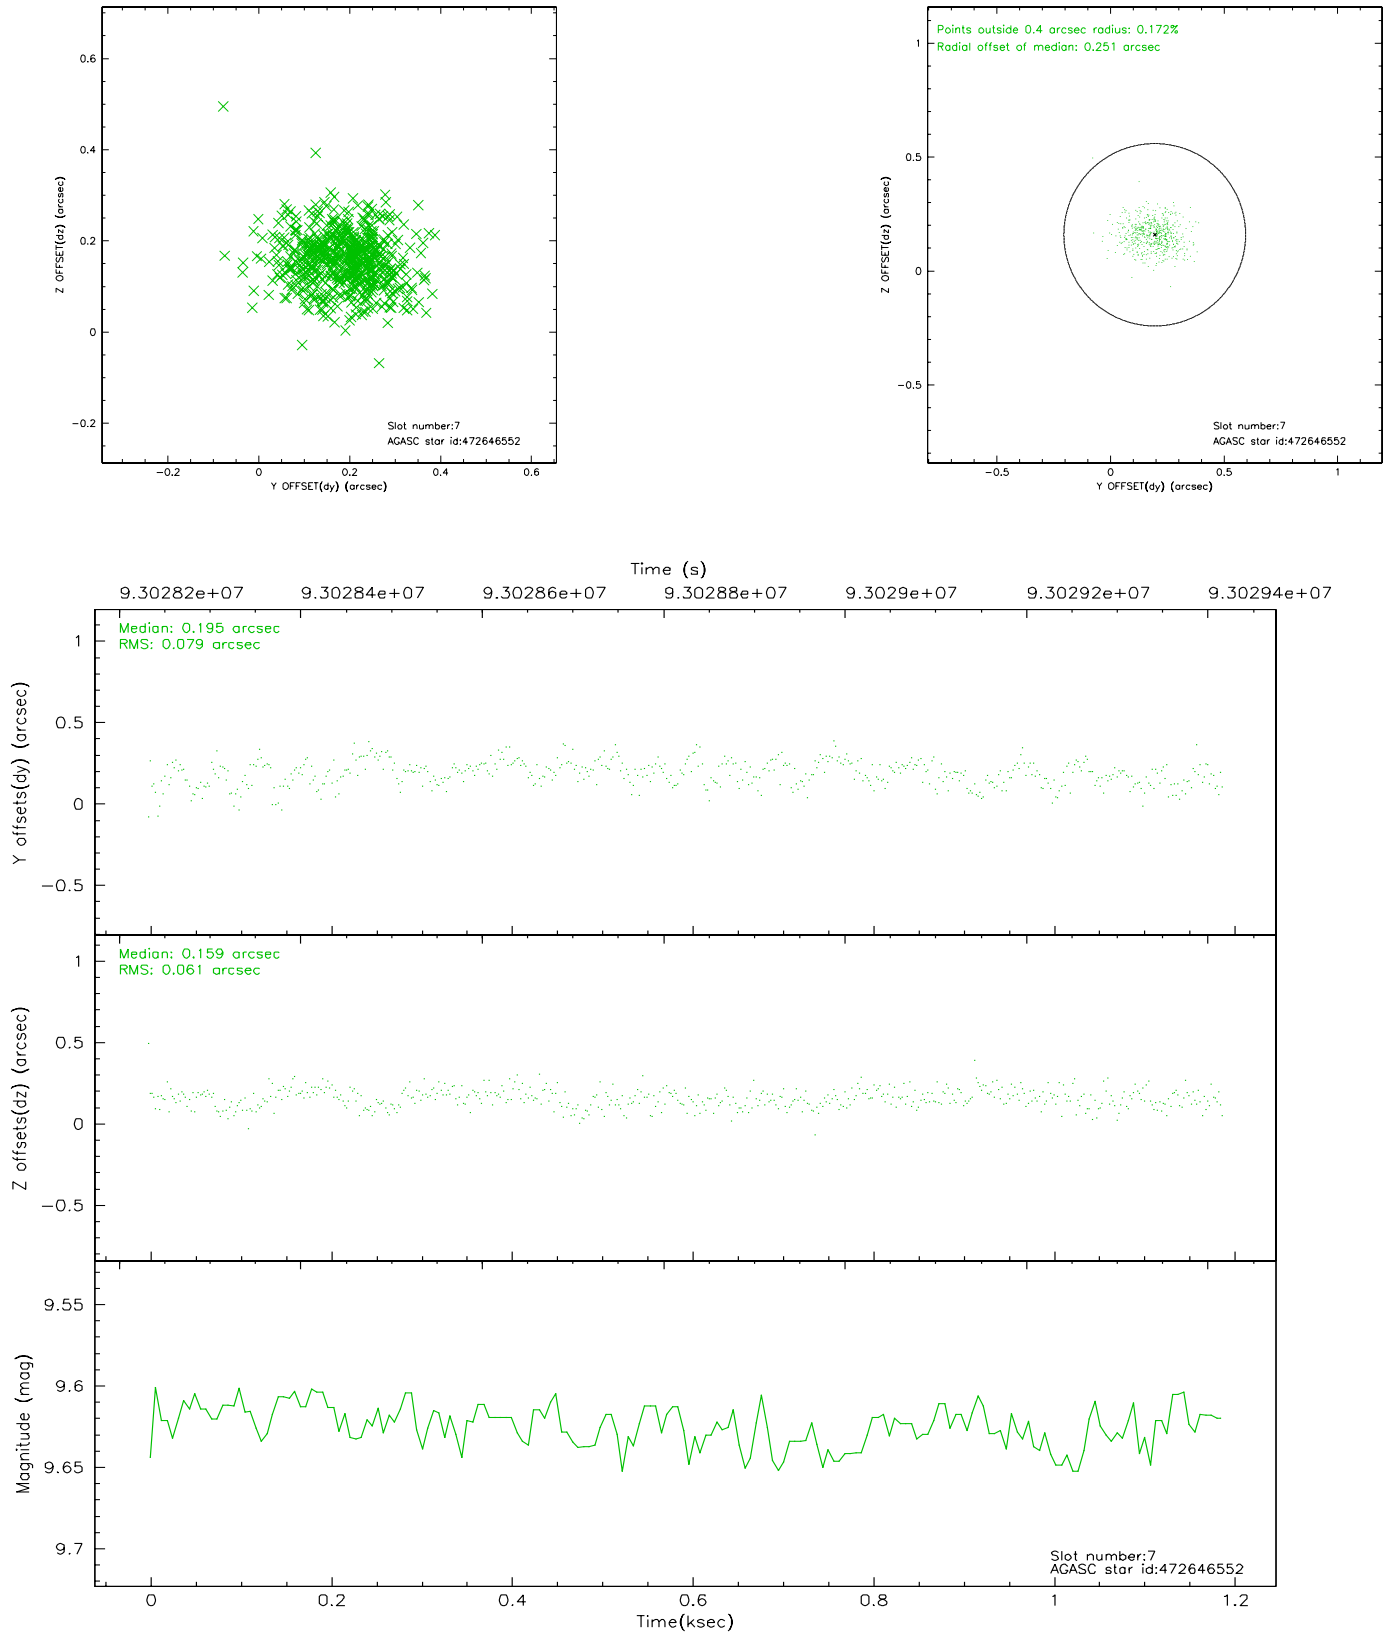 0.6
0.4
0.2
0
−0.2
Z OFFSET(dz) (arcsec)
Slot number:7
AGASC star id:472646552
−0.2 0 0.2 0.4 0.6
Y OFFSET(dy) (arcsec)
Points outside 0.4 arcsec radius: 0.172%
Radial offset of median: 0.251 arcsec
1
0.5
0
−0.5
Z OFFSET(dz) (arcsec)
Slot number:7
AGASC star id:472646552
−0.5 0 0.5 1
Y OFFSET(dy) (arcsec)
Time (s)
9.30282e+07 9.30284e+07 9.30286e+07 9.30288e+07 9.3029e+07 9.30292e+07 9.30294e+07
Median: 0.195 arcsec
RMS: 0.079 arcsec
1
0.5
0
−0.5
Y offsets(dy) (arcsec)
Median: 0.159 arcsec
RMS: 0.061 arcsec
1
0.5
0
−0.5
Z offsets(dz) (arcsec)
9.55
9.6
9.65
9.7
Magnitude (mag)
Slot number:7
AGASC star id:472646552
0 0.2 0.4 0.6 0.8 1 1.2
Time(ksec)